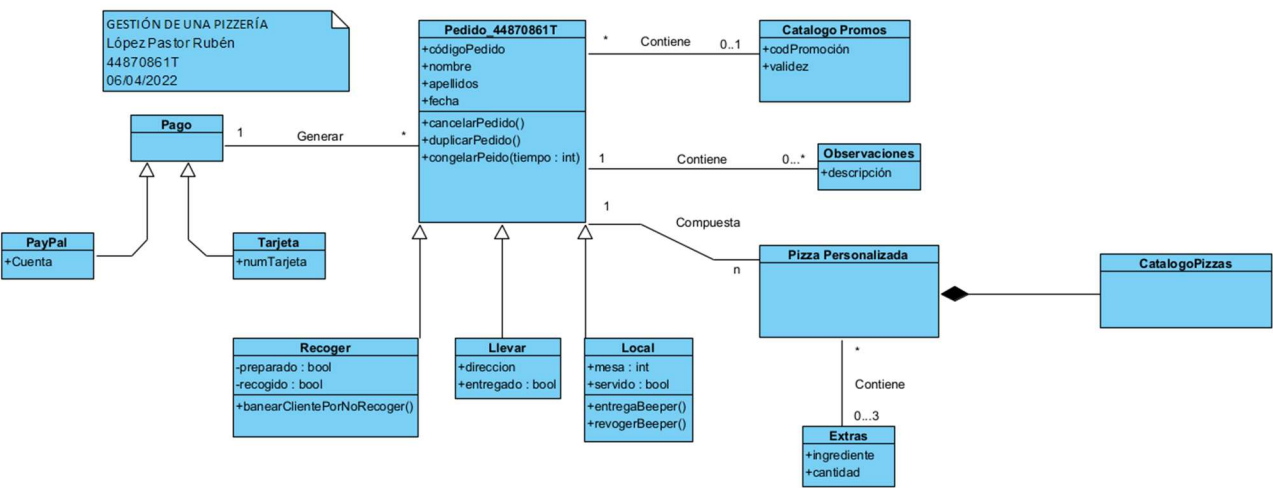 GESTIÓN DE UNA PIZZERÍA
López Pastor Rubén
44870861T
06/04/2022
Pedido_44870861T
+códigoPedido
+nombre
+apellidos
+fecha
+cancelarPedido()
+duplicarPedido()
+congelarPeido(tiempo : int)
* Contiene 0..1
Catalogo Promos
+codPromoción
+validez
Pago
1 Generar *
1 Contiene 0...*
Observaciones
+descripción
1
Compuesta
n
PayPal
+Cuenta
Tarjeta
+numTarjeta
Pizza Personalizada
CatalogoPizzas
Recoger
-preparado : bool
-recogido : bool
+banearClientePorNoRecoger()
Llevar
+direccion
+entregado : bool
Local
+mesa : int
+servido : bool
+entregaBeeper()
+revogerBeeper()
*
Contiene
0...3
Extras
+ingrediente
+cantidad